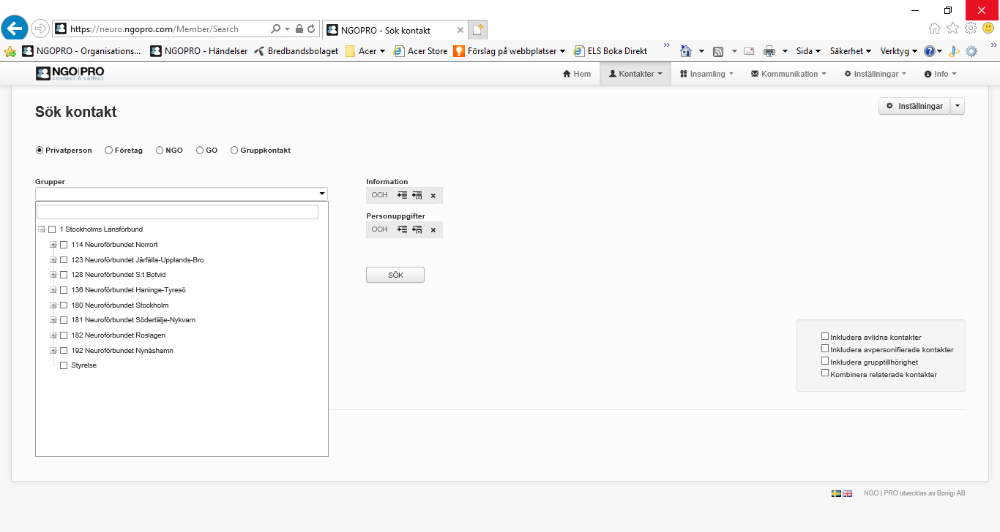 https://neuro.ngopro.com/Member/Search
NGOPRO - Sök kontakt
NGOPRO - Organisations...
NGOPRO - Händelser
Bredbandsbolaget
Acer
Acer Store
Förslag på webbplatser
ELS Boka Direkt
»
Sida
Säkerhet
Verktyg
»
NGO|PRO
connect & collect
Hem
Kontakter
Insamling
Kommunikation
Inställningar
Info
Sök kontakt
Inställningar
Privatperson
Företag
NGO
GO
Gruppkontakt
Grupper
1 Stockholms Länsförbund
114 Neuroförbundet Norrort
123 Neuroförbundet Järfälla-Upplands-Bro
128 Neuroförbundet S:t Botvid
136 Neuroförbundet Haninge-Tyresö
180 Neuroförbundet Stockholm
181 Neuroförbundet Södertälje-Nykvarn
182 Neuroförbundet Roslagen
192 Neuroförbundet Nynäshamn
Styrelse
Information
OCH
Personuppgifter
OCH
SÖK
Inkludera avlidna kontakter
Inkludera avpersonifierade kontakter
Inkludera grupptillhörighet
Kombinera relaterade kontakter
NGO | PRO utvecklas av Bonigi AB